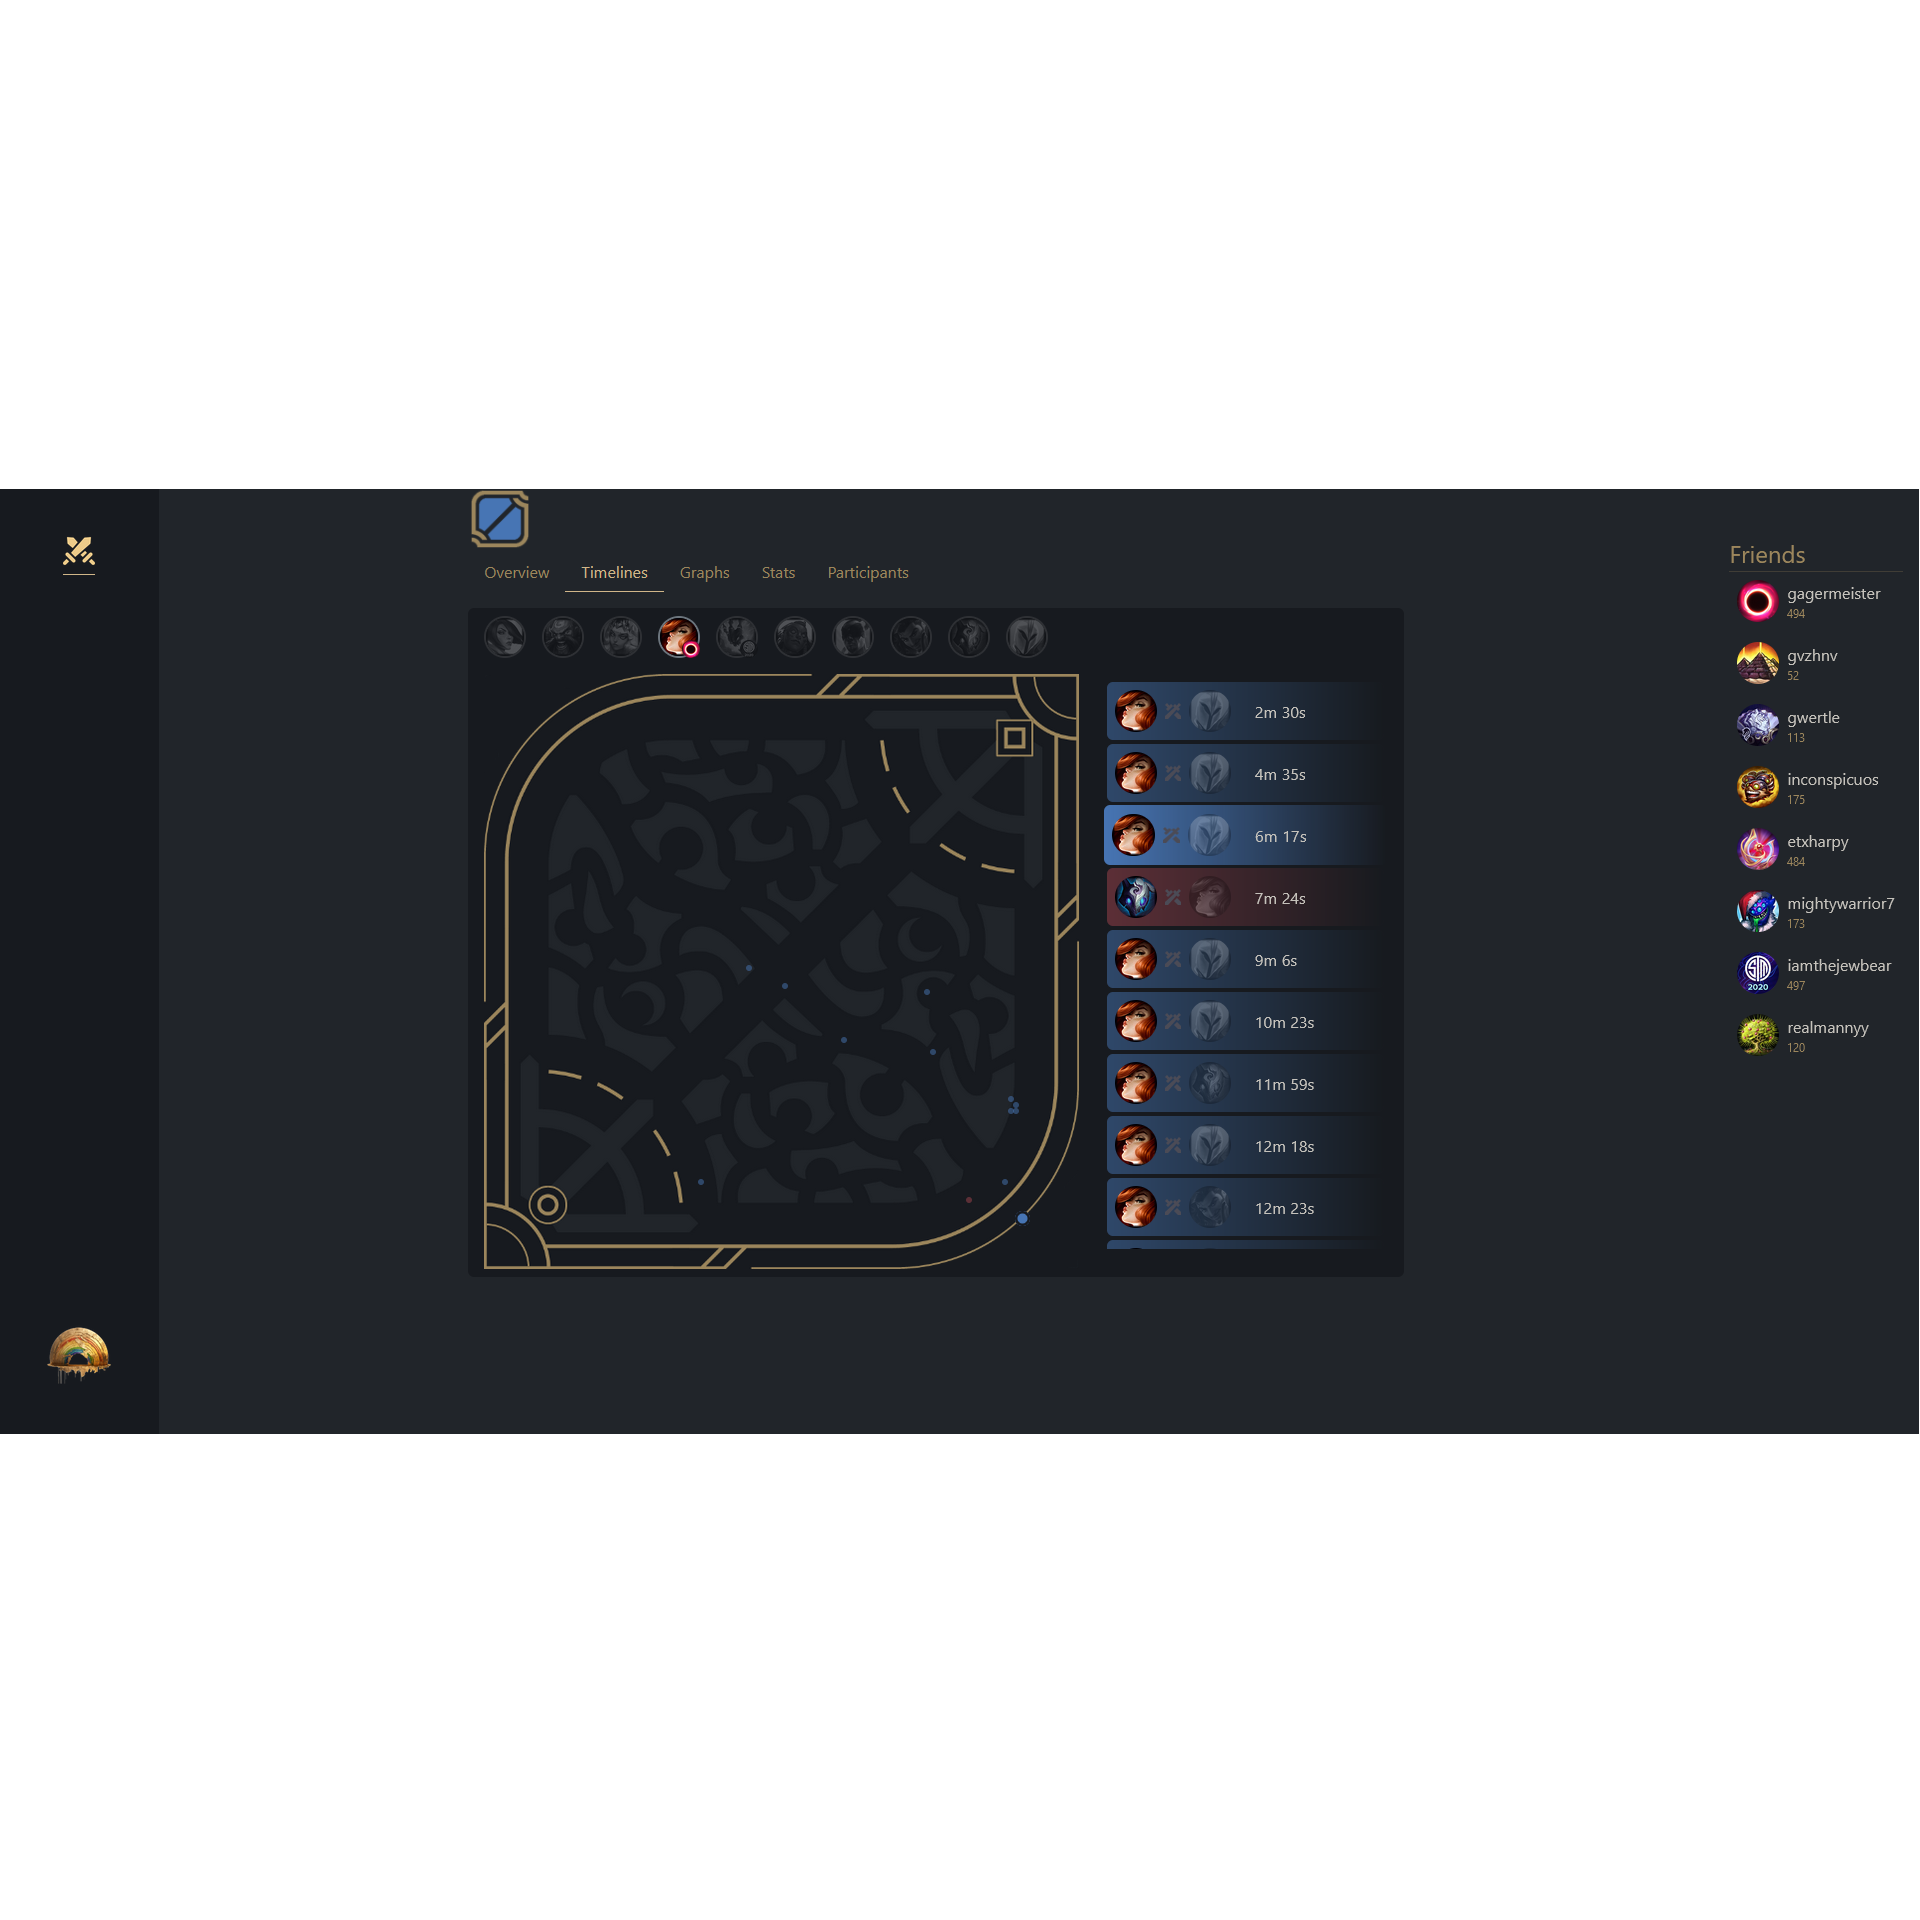 Overview
Timelines
Graphs
Stats
Participants
2m 30s
4m 35s
6m 17s
7m 24s
9m 6s
10m 23s
11m 59s
12m 18s
12m 23s
Friends
gagermeister
494
gvzhnv
52
gwertle
113
inconspicuos
175
etxharpy
484
mightywarrior7
173
iamthejewbear
497
2020
realmannyy
120